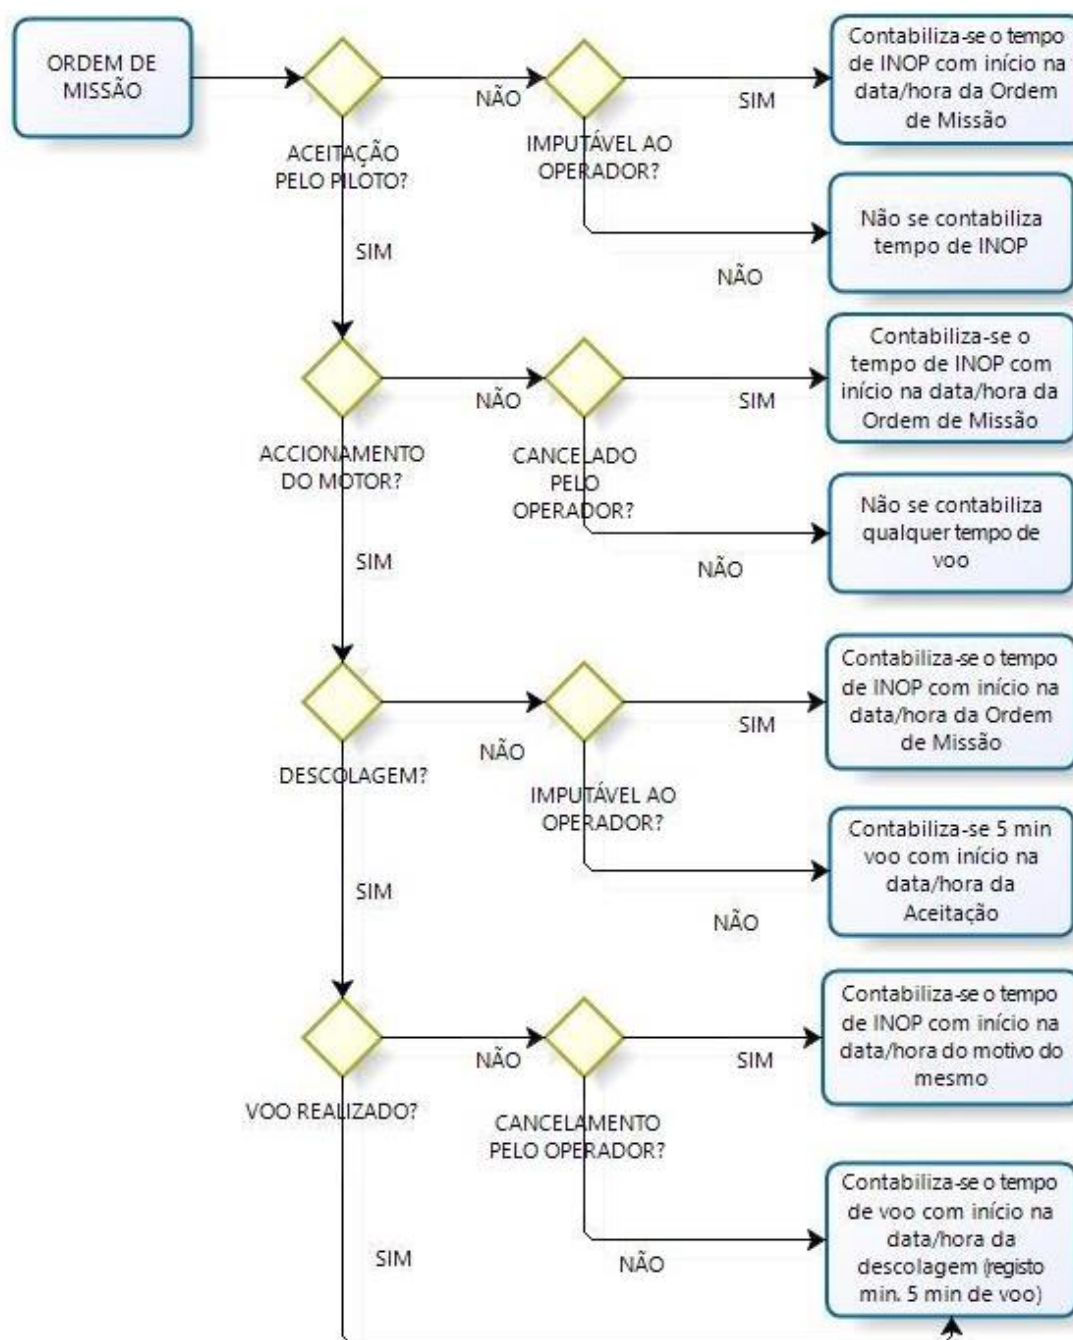 ORDEM DE
MISSÃO
NÃO
SIM
ACEITAÇÃO
PELO PILOTO?
IMPUTÁVEL AO
OPERADOR?
Contabiliza-se o tempo
de INOP com início na
data/hora da Ordem
de Missão
SIM
NÃO
Não se contabiliza
tempo de INOP
NÃO
SIM
ACCIONAMENTO
DO MOTOR?
CANCELADO
PELO
OPERADOR?
Contabiliza-se o
tempo de INOP com
início na data/hora da
Ordem de Missão
SIM
NÃO
Não se contabiliza
qualquer tempo de
voo
NÃO
SIM
DESCOLAGEM?
IMPUTÁVEL AO
OPERADOR?
Contabiliza-se o tempo
de INOP com início na
data/hora da Ordem
de Missão
SIM
NÃO
Contabiliza-se 5 min
voo com início na
data/hora da
Aceitação
NÃO
SIM
VOO REALIZADO?
CANCELAMENTO
PELO OPERADOR?
Contabiliza-se o tempo
de INOP com início na
data/hora do motivo do
mesmo
SIM
NÃO
Contabiliza-se o tempo
de voo com início na
data/hora da
descolagem (registo
min. 5 min de voo)